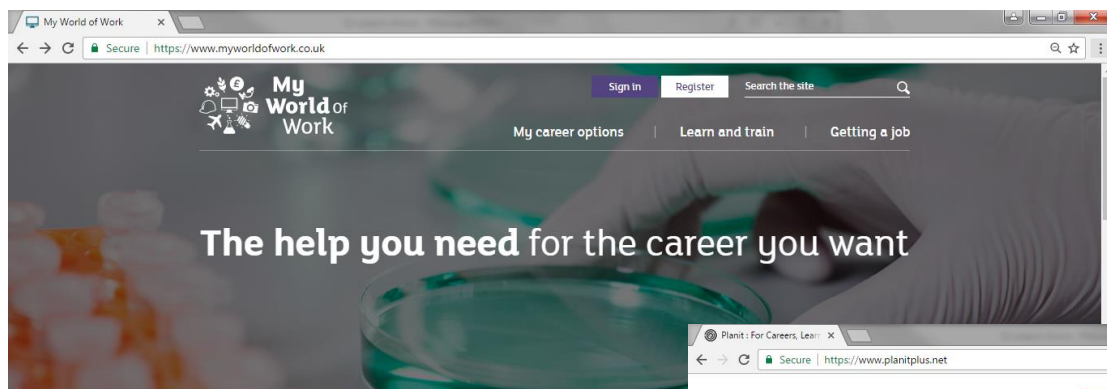 My World of Work
Secure | https://www.myworldofwork.co.uk
My
World Of
Work
Sign in
Register
Search the site
My career options | Learn and train | Getting a job
The help you need for the career you want
Planit : For Careers, Lear
Secure | https://www.planitplus.net